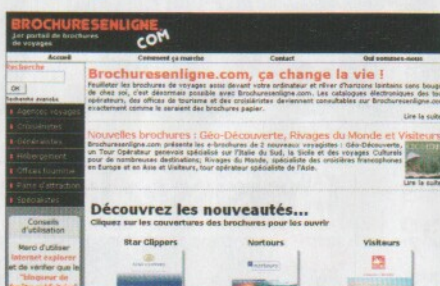 BROCHURESENLIGNE.COM
1er portail de brochures
de voyages
Accueil
Comment ça marche
Contact
Qui sommes-nous
Recherche
OK
Recherche avancée
Agences voyages
Croisiéristes
Généralistes
Hébergement
Offices tourisme
Parcs d'attraction
Spécialistes
Conseils
d'utilisation
Merci d'utiliser
internet explorer
et de vérifier que le
"bloqueur de
Brochuresenligne.com, ça change la vie !
Feuilleter les brochures de voyages assis devant votre ordinateur et rêver d'horizons lointains sans bouger
de chez soi, c'est désormais possible avec Brochuresenligne.com. Les catalogues électroniques des tour
opérateurs, des offices de tourisme et des croisiéristes deviennent consultables sur Brochuresenligne.com
exactement comme le seraient des brochures papier.
Lire la suite
Nouvelles brochures : Géo-Découverte, Rivages du Monde et Visiteurs
Brochuresenligne.com présente les e-brochures de 2 nouveaux voyagistes : Géo-Découverte,
un Tour Opérateur genevois spécialisé sur l'Italie du Sud, la Sicile et des voyages Culturels
pour de nombreuses destinations; Rivages du Monde, spécialiste des croisières francophones
en Europe et en Asie et Visiteurs, tour opérateur spécialiste de l'Asie.
Lire la suite
Découvrez les nouveautés...
Cliquez sur les couvertures des brochures pour les ouvrir
Star Clippers
Nortours
Visiteurs
nortours